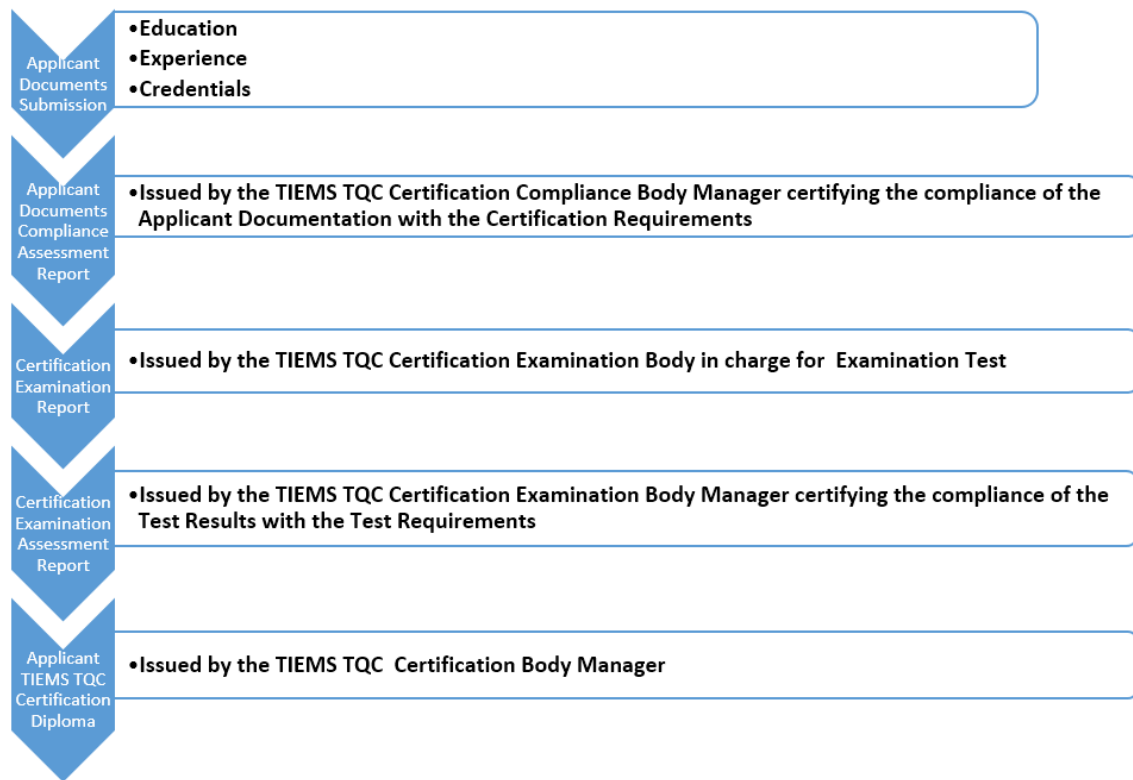 Applicant
Documents
Submission
•Education
•Experience
•Credentials
Applicant
Documents
Compliance
Assessment
Report
•Issued by the TIEMS TQC Certification Compliance Body Manager certifying the compliance of the
Applicant Documentation with the Certification Requirements
Certification
Examination
Report
•Issued by the TIEMS TQC Certification Examination Body in charge for  Examination Test
Certification
Examination
Assessment
Report
•Issued by the TIEMS TQC Certification Examination Body Manager certifying the compliance of the
Test Results with the Test Requirements
Applicant
TIEMS TQC
Certification
Diploma
•Issued by the TIEMS TQC  Certification Body Manager